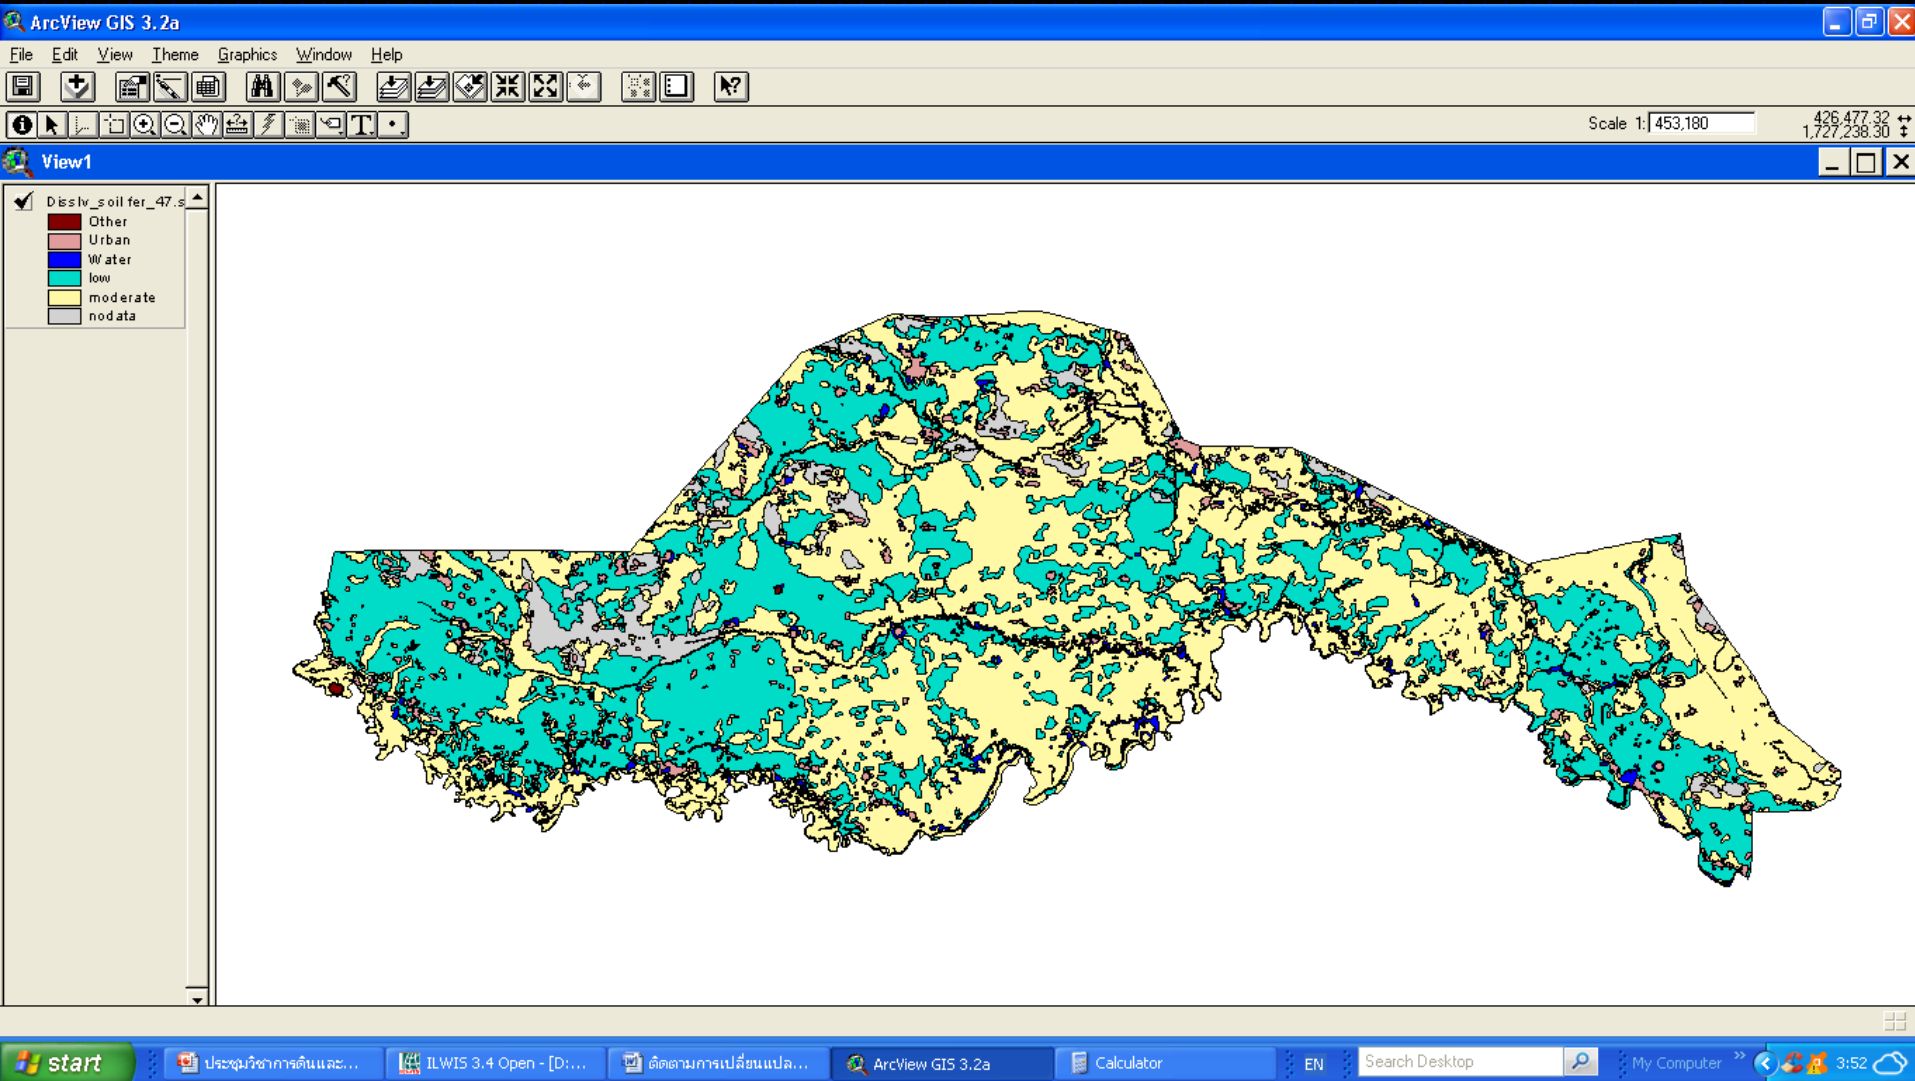 ArcView GIS 3.2a
File Edit View Theme Graphics Window Help
Scale 1: 453,180
426,477.32
1,727,238.30
View1
Disslv_soil fer_47.s
Other
Urban
Water
low
moderate
nodata
start
ประชุมวิชาการดินและ...
ILWIS 3.4 Open - [D:...
ติดตามการเปลี่ยนแปล...
ArcView GIS 3.2a
Calculator
EN
Search Desktop
My Computer
3:52